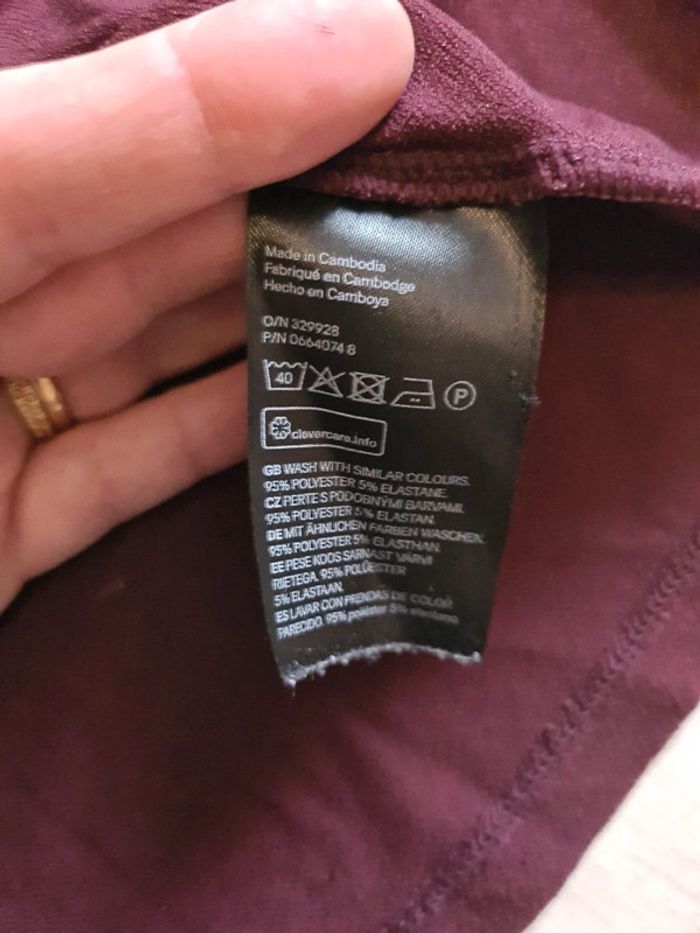 Made in Cambodia
Fabriqué en Cambodge
Hecho en Camboya
O/N 329928
P/N 0664074 8
40
P
clevercare.info
GB WASH WITH SIMILAR COLOURS.
95% POLYESTER 5% ELASTANE.
CZ PERTE S PODOBNÝMI BARVAMI.
95% POLYESTER 5% ELASTAN.
DE MIT ÄHNLICHEN FARBEN WASCHEN.
95% POLYESTER 5% ELASTHAN.
EE PESE KOOS SARNAST VÄRVI
RIIETEGA. 95% POLÜESTER
5% ELASTAAN.
ES LAVAR CON PRENDAS DE COLOR
PARECIDO. 95% poliéster 5% elastano